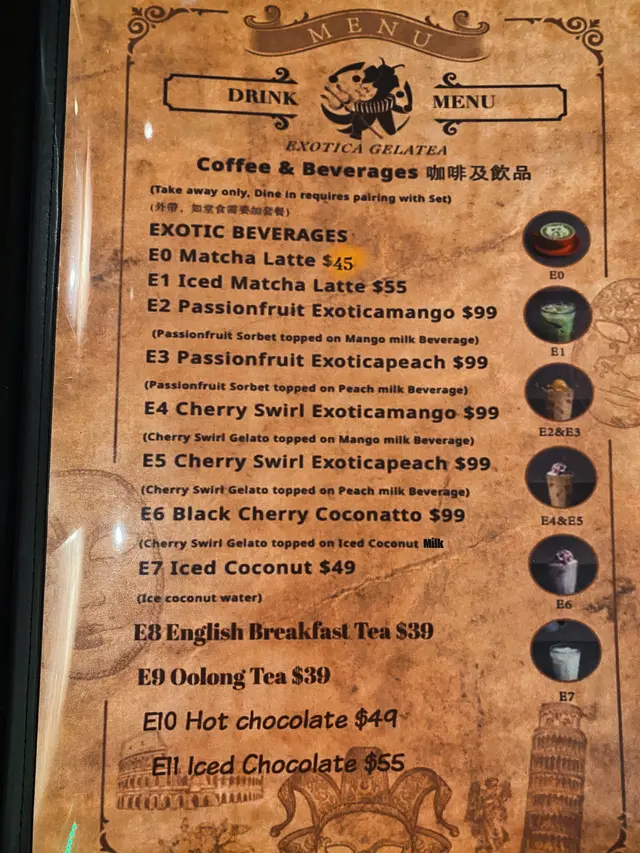 MENU
DRINK MENU
EXOTICA GELATEA
Coffee & Beverages 咖啡及飲品
(Take away only, Dine in requires pairing with Set)
(外帶，如堂食需要加套餐)
EXOTIC BEVERAGES
E0 Matcha Latte $45
E1 Iced Matcha Latte $55
E0
E2 Passionfruit Exoticamango $99
(Passionfruit Sorbet topped on Mango milk Beverage)
E1
E3 Passionfruit Exoticapeach $99
(Passionfruit Sorbet topped on Peach milk Beverage)
E4 Cherry Swirl Exoticamango $99
E2&E3
(Cherry Swirl Gelato topped on Mango milk Beverage)
E5 Cherry Swirl Exoticapeach $99
(Cherry Swirl Gelato topped on Peach milk Beverage)
E6 Black Cherry Coconatto $99
E4&E5
(Cherry Swirl Gelato topped on Iced Coconut Milk
E7 Iced Coconut $49
(Ice coconut water)
E6
E8 English Breakfast Tea $39
E9 Oolong Tea $39
E7
E10 Hot chocolate $49
E11 Iced Chocolate $55